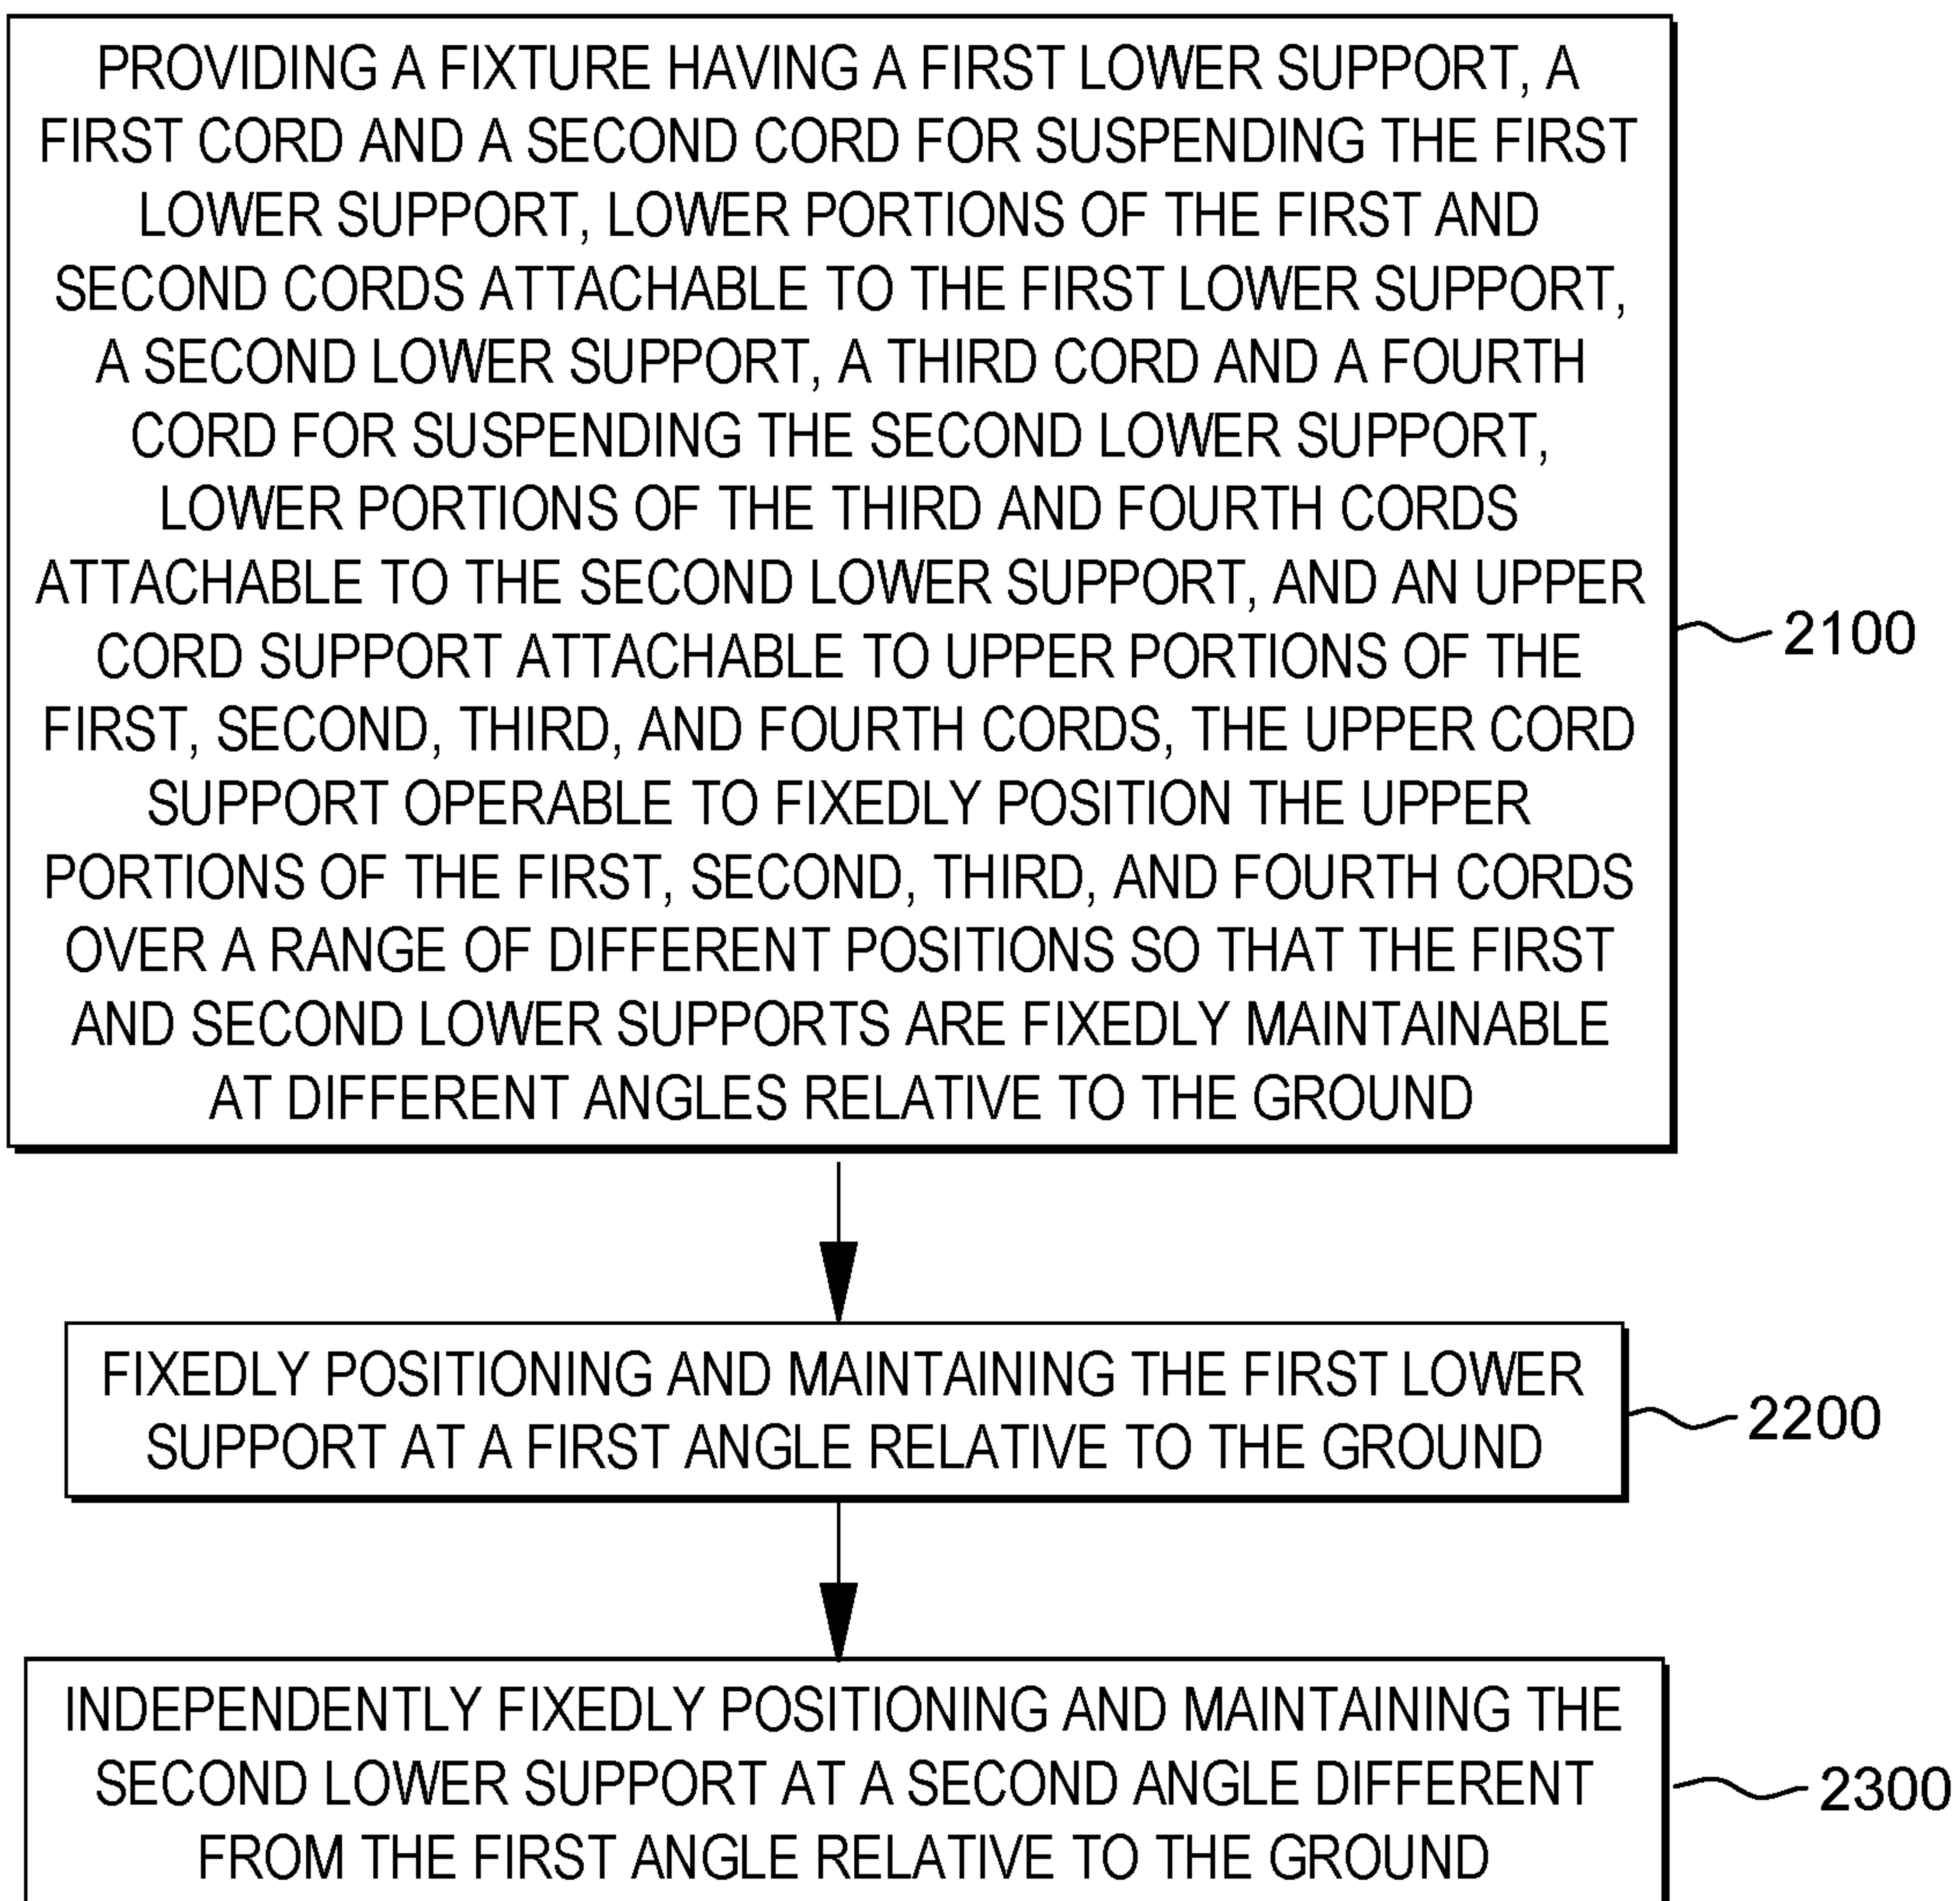 PROVIDING A FIXTURE HAVING A FIRST LOWER SUPPORT, A
FIRST CORD AND A SECOND CORD FOR SUSPENDING THE FIRST
LOWER SUPPORT, LOWER PORTIONS OF THE FIRST AND
SECOND CORDS ATTACHABLE TO THE FIRST LOWER SUPPORT,
A SECOND LOWER SUPPORT, A THIRD CORD AND A FOURTH
CORD FOR SUSPENDING THE SECOND LOWER SUPPORT,
LOWER PORTIONS OF THE THIRD AND FOURTH CORDS
ATTACHABLE TO THE SECOND LOWER SUPPORT, AND AN UPPER
CORD SUPPORT ATTACHABLE TO UPPER PORTIONS OF THE
FIRST, SECOND, THIRD, AND FOURTH CORDS, THE UPPER CORD
SUPPORT OPERABLE TO FIXEDLY POSITION THE UPPER
PORTIONS OF THE FIRST, SECOND, THIRD, AND FOURTH CORDS
OVER A RANGE OF DIFFERENT POSITIONS SO THAT THE FIRST
AND SECOND LOWER SUPPORTS ARE FIXEDLY MAINTAINABLE
AT DIFFERENT ANGLES RELATIVE TO THE GROUND
2100
FIXEDLY POSITIONING AND MAINTAINING THE FIRST LOWER
SUPPORT AT A FIRST ANGLE RELATIVE TO THE GROUND
2200
INDEPENDENTLY FIXEDLY POSITIONING AND MAINTAINING THE
SECOND LOWER SUPPORT AT A SECOND ANGLE DIFFERENT
FROM THE FIRST ANGLE RELATIVE TO THE GROUND
2300